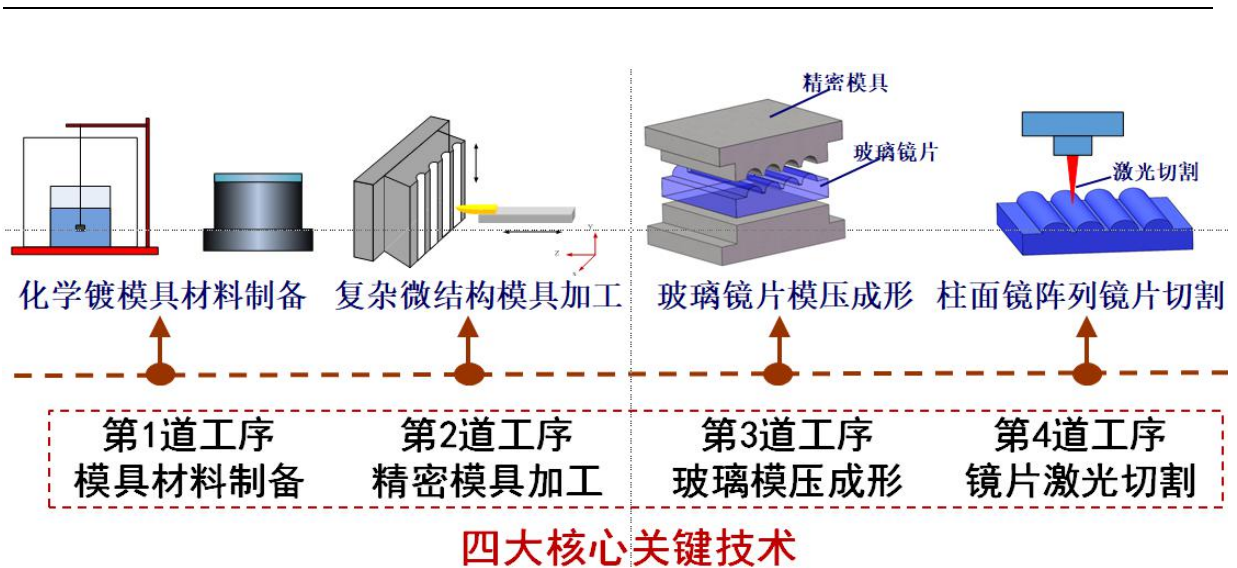 精密模具
玻璃镜片
激光切割
y
z
x
化学镀模具材料制备
复杂微结构模具加工
玻璃镜片模压成形
柱面镜阵列镜片切割
第1道工序
模具材料制备
第2道工序
精密模具加工
第3道工序
玻璃模压成形
第4道工序
镜片激光切割
四大核心关键技术